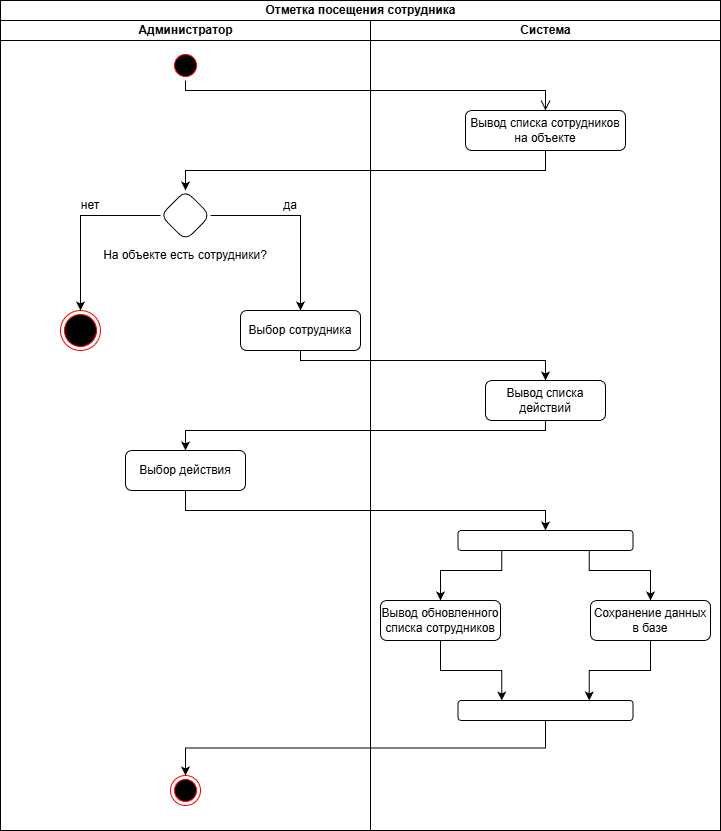 Отметка посещения сотрудника
Администратор
Система
Вывод списка сотрудников
на объекте
нет
да
На объекте есть сотрудники?
Выбор сотрудника
Вывод списка
действий
Выбор действия
Вывод обновленного
списка сотрудников
Сохранение данных
в базе